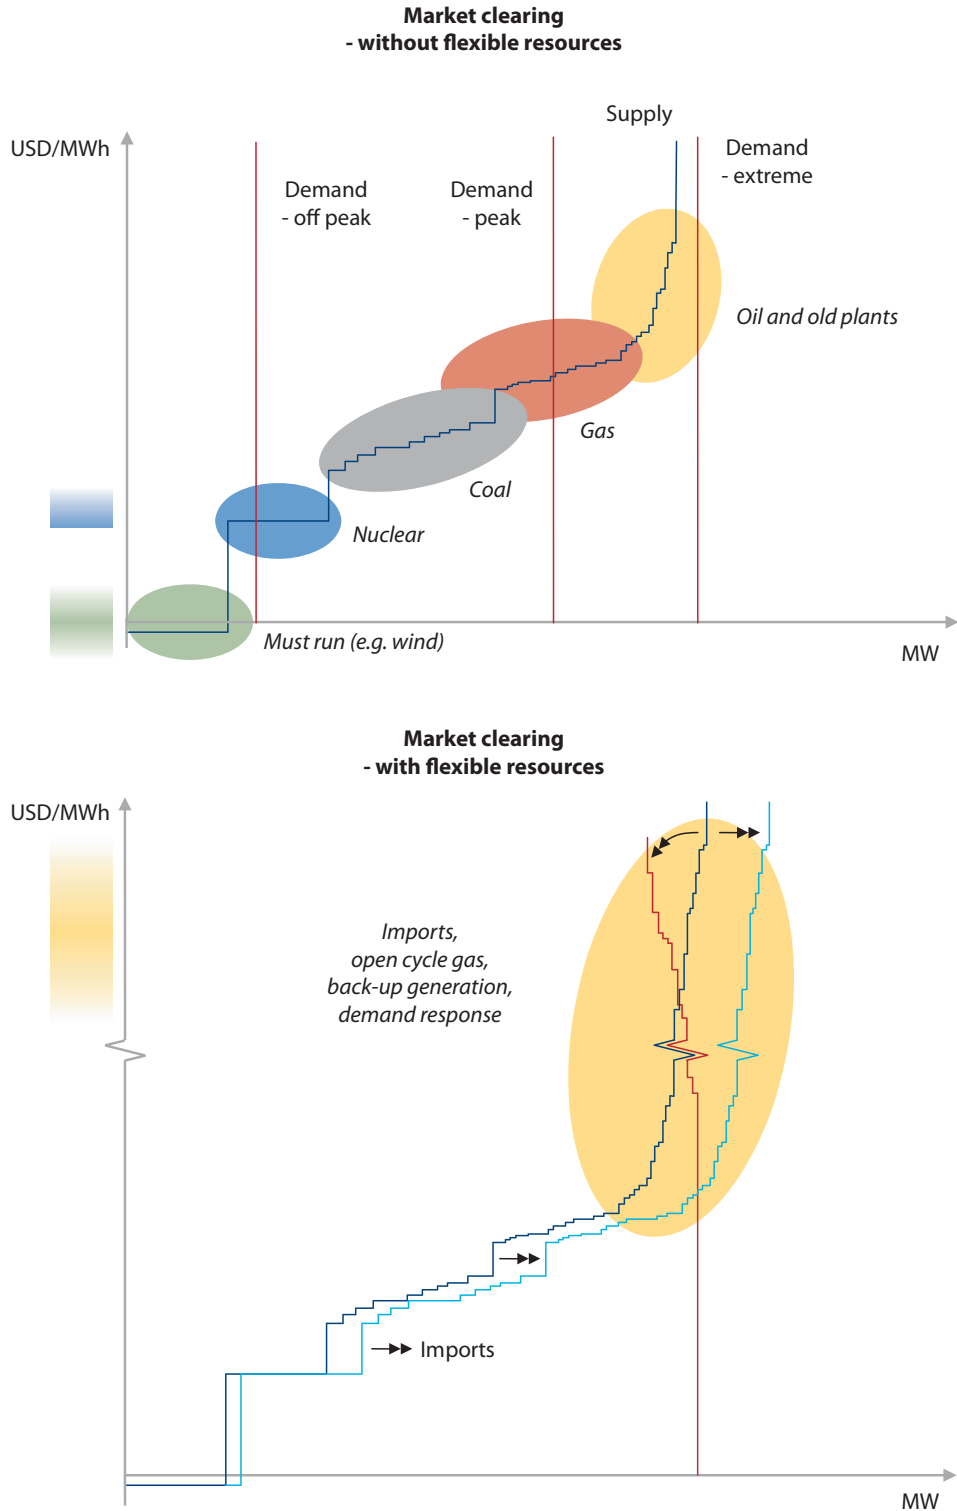 Market clearing
- without flexible resources
Supply
USD/MWh
Demand
- extreme
Demand
- off peak
Demand
- peak
Oil and old plants
Gas
Coal
Nuclear
Must run (e.g. wind)
MW
Market clearing
- with flexible resources
USD/MWh
Imports,
open cycle gas,
back-up generation,
demand response
Imports
MW